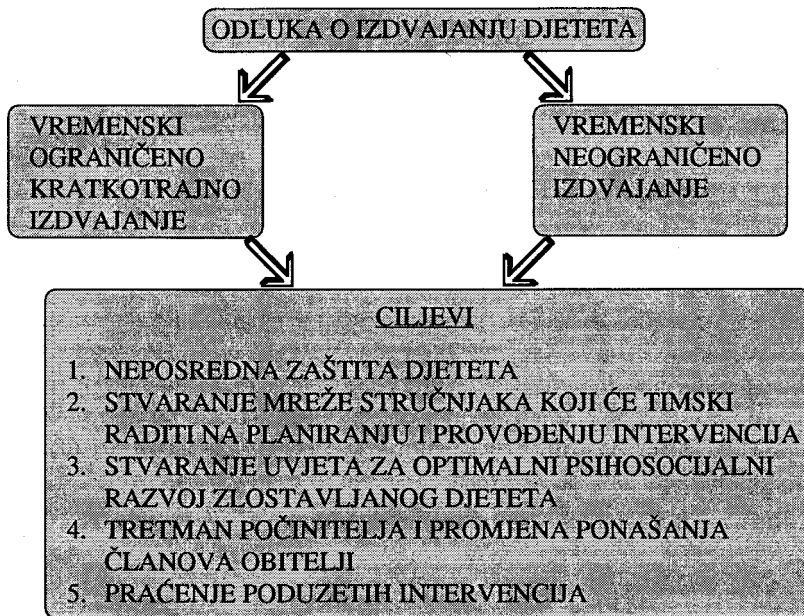 ODLUKA O IZDVAJANJU DJETETA
VREMENSKI
OGRANIČENO
KRATKOTRAJNO
IZDVAJANJE
VREMENSKI
NEOGRANIČENO
IZDVAJANJE
CILJEVI
1. NEPOSREDNA ZAŠTITA DJETETA
2. STVARANJE MREŽE STRUČNJAKA KOJI ĆE TIMSKI
RADITI NA PLANIRANJU I PROVOĐENJU INTERVENCIJA
3. STVARANJE UVJETA ZA OPTIMALNI PSIHOSOCIJALNI
RAZVOJ ZLOSTAVLJANOG DJETETA
4. TRETMAN POČINITELJA I PROMJENA PONAŠANJA
ČLANOVA OBITELJI
5. PRAĆENJE PODUZETIH INTERVENCIJA